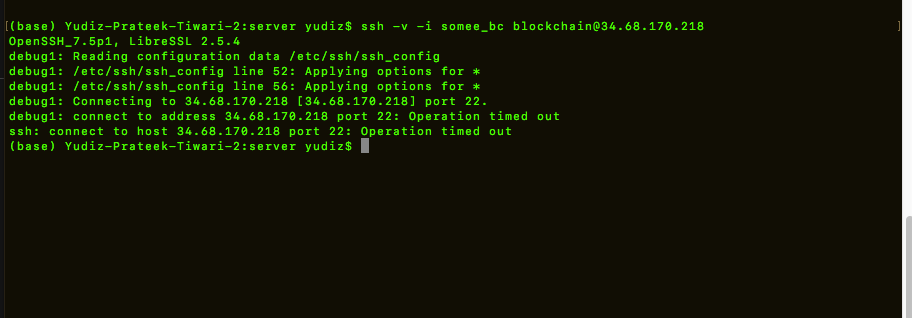 [(base) Yudiz-Prateek-Tiwari-2:server yudiz$ ssh -v -i somee_bc blockchain@34.68.170.218 ]
OpenSSH_7.5p1, LibreSSL 2.5.4
debug1: Reading configuration data /etc/ssh/ssh_config
debug1: /etc/ssh/ssh_config line 52: Applying options for *
debug1: /etc/ssh/ssh_config line 56: Applying options for *
debug1: Connecting to 34.68.170.218 [34.68.170.218] port 22.
debug1: connect to address 34.68.170.218 port 22: Operation timed out
ssh: connect to host 34.68.170.218 port 22: Operation timed out
(base) Yudiz-Prateek-Tiwari-2:server yudiz$